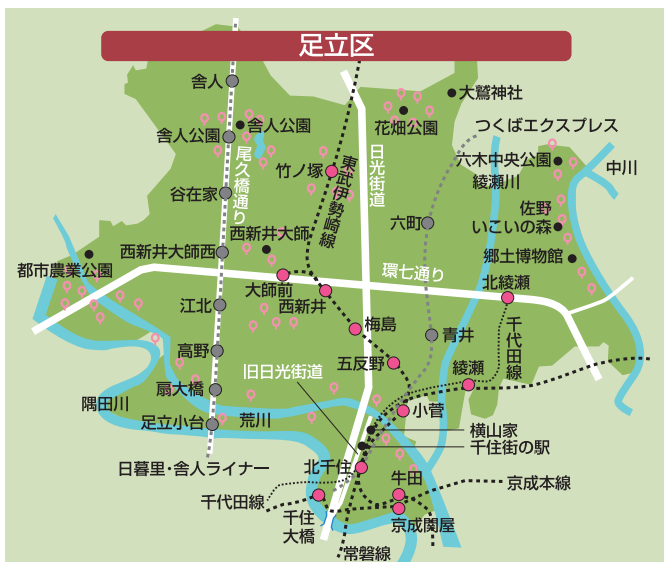 足立区
舎人
大鷲神社
舎人公園
舎人公園
花畑公園
つくばエクスプレス
尾久橋通り
竹ノ塚
東武伊勢崎線
日光街道
六木中央公園
綾瀬川
中川
谷在家
佐野
いこいの森
六町
西新井大師
西新井大師西
郷土博物館
都市農業公園
環七通り
北綾瀬
大師前
西新井
江北
梅島
千代田線
青井
高野
五反野
旧日光街道
綾瀬
扇大橋
隅田川
小菅
足立小台
荒川
横山家
千住街の駅
日暮里・舎人ライナー
北千住
牛田
京成本線
千代田線
千住
大橋
京成関屋
常磐線